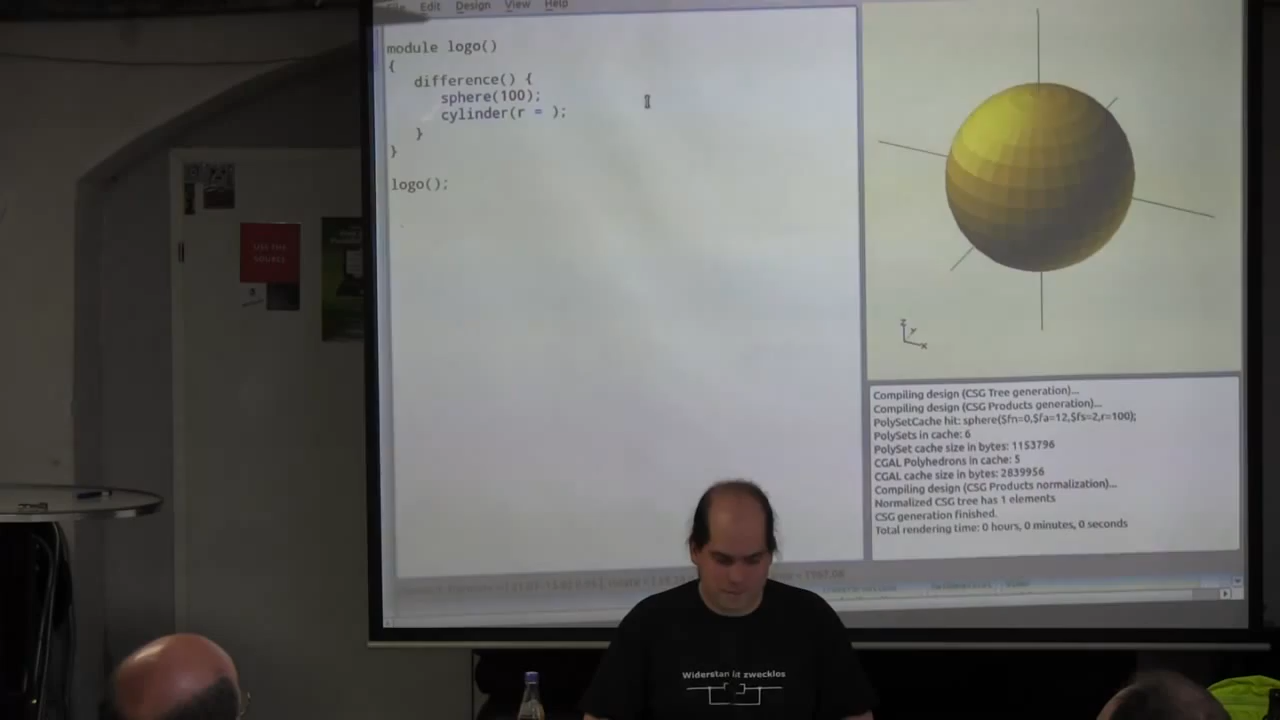 File Edit Design View Help
module logo()
{
difference() {
sphere(100);
cylinder(r = );
}
}
logo();
z
y
x
Compiling design (CSG Tree generation)...
Compiling design (CSG Products generation)...
PolySetCache hit: sphere($fn=0,$fa=12,$fs=2,r=100);
PolySets in cache: 6
PolySet cache size in bytes: 1153796
CGAL Polyhedrons in cache: 5
CGAL cache size in bytes: 2839956
Compiling design (CSG Products normalization)...
Normalized CSG tree has 1 elements
CSG generation finished.
Total rendering time: 0 hours, 0 minutes, 0 seconds
USE THE
SOURCE
Widerstan zwecklos